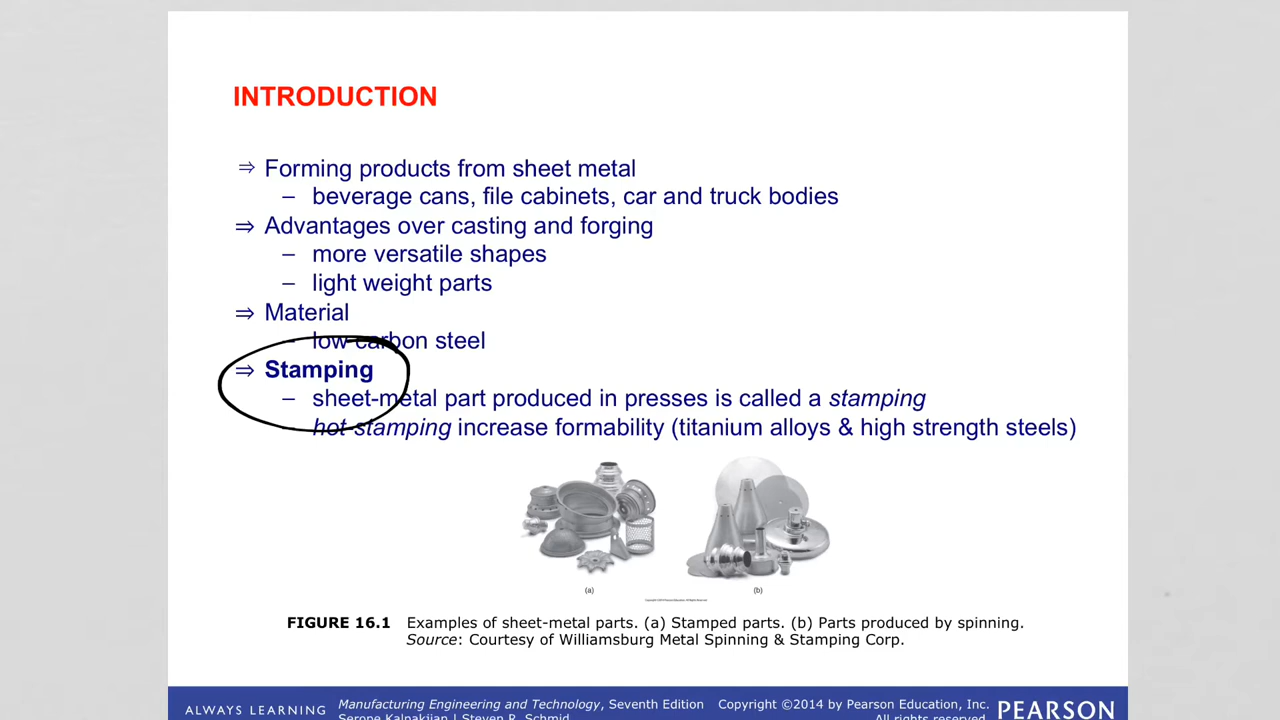 INTRODUCTION
⇒ Forming products from sheet metal
– beverage cans, file cabinets, car and truck bodies
⇒ Advantages over casting and forging
– more versatile shapes
– light weight parts
⇒ Material
– low carbon steel
⇒ Stamping
– sheet-metal part produced in presses is called a stamping
– hot-stamping increase formability (titanium alloys & high strength steels)
(a) (b)
FIGURE 16.1 Examples of sheet-metal parts. (a) Stamped parts. (b) Parts produced by spinning.
Source: Courtesy of Williamsburg Metal Spinning & Stamping Corp.
ALWAYS LEARNING
Manufacturing Engineering and Technology, Seventh Edition
Serope Kalpakjian | Steven R. Schmid
Copyright ©2014 by Pearson Education, Inc.
All rights reserved.
PEARSON